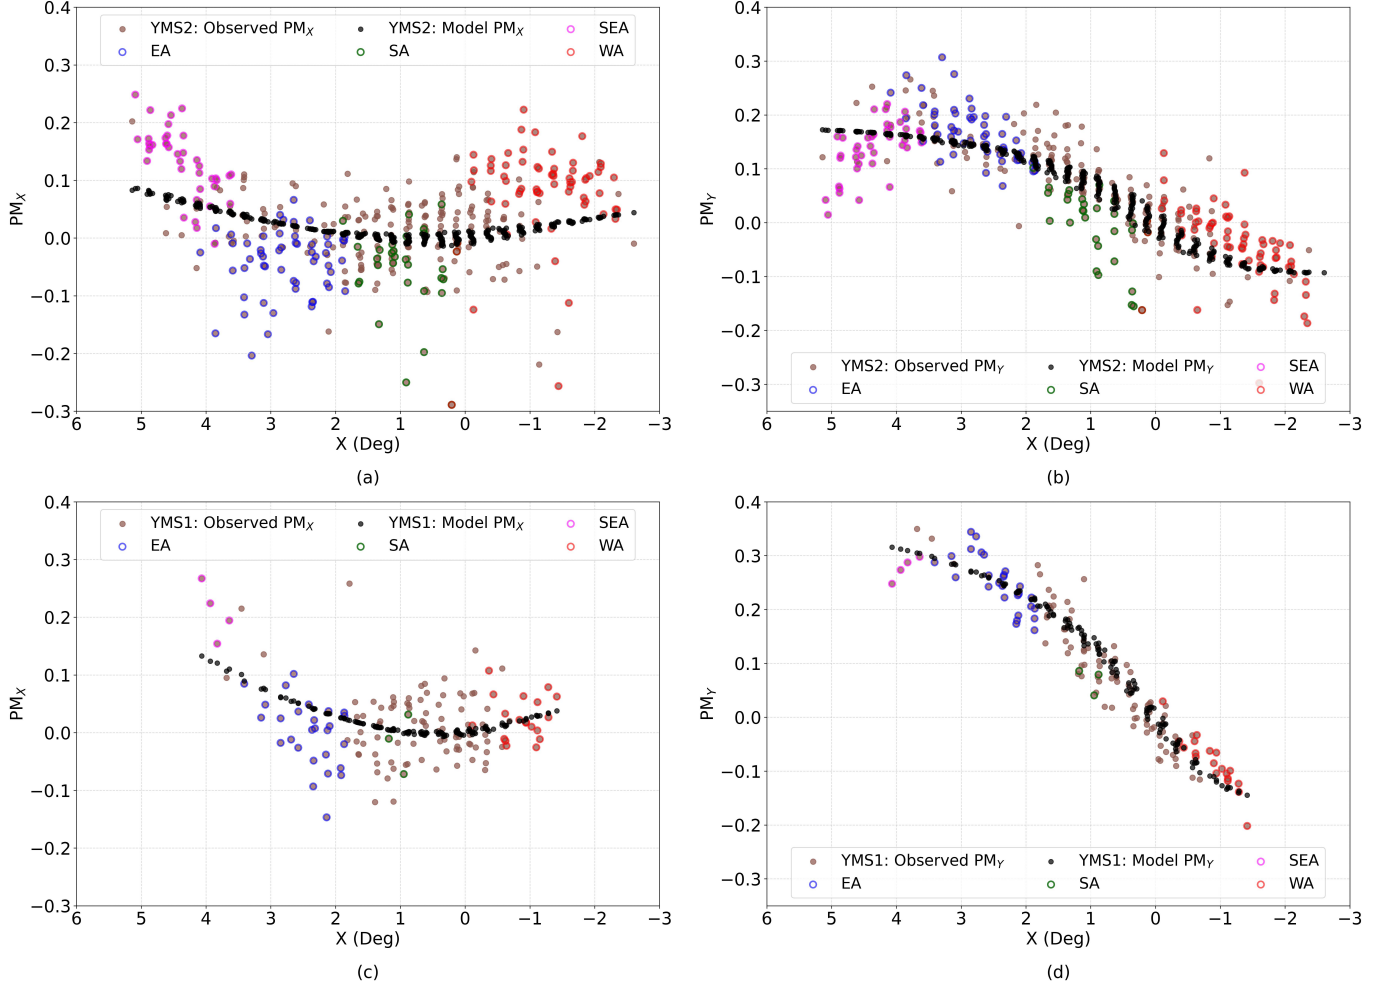 0.4
0.3
0.2
0.1
0.0
−0.1
−0.2
−0.3
PM_X
YMS2: Observed PM_X
YMS2: Model PM_X
SEA
EA
SA
WA
6 5 4 3 2 1 0 −1 −2 −3
X (Deg)
(a)
0.4
0.3
0.2
0.1
0.0
−0.1
−0.2
−0.3
PM_Y
YMS2: Observed PM_Y
YMS2: Model PM_Y
SEA
EA
SA
WA
6 5 4 3 2 1 0 −1 −2 −3
X (Deg)
(b)
0.4
0.3
0.2
0.1
0.0
−0.1
−0.2
−0.3
PM_X
YMS1: Observed PM_X
YMS1: Model PM_X
SEA
EA
SA
WA
6 5 4 3 2 1 0 −1 −2 −3
X (Deg)
(c)
0.4
0.3
0.2
0.1
0.0
−0.1
−0.2
−0.3
PM_Y
YMS1: Observed PM_Y
YMS1: Model PM_Y
SEA
EA
SA
WA
6 5 4 3 2 1 0 −1 −2 −3
X (Deg)
(d)